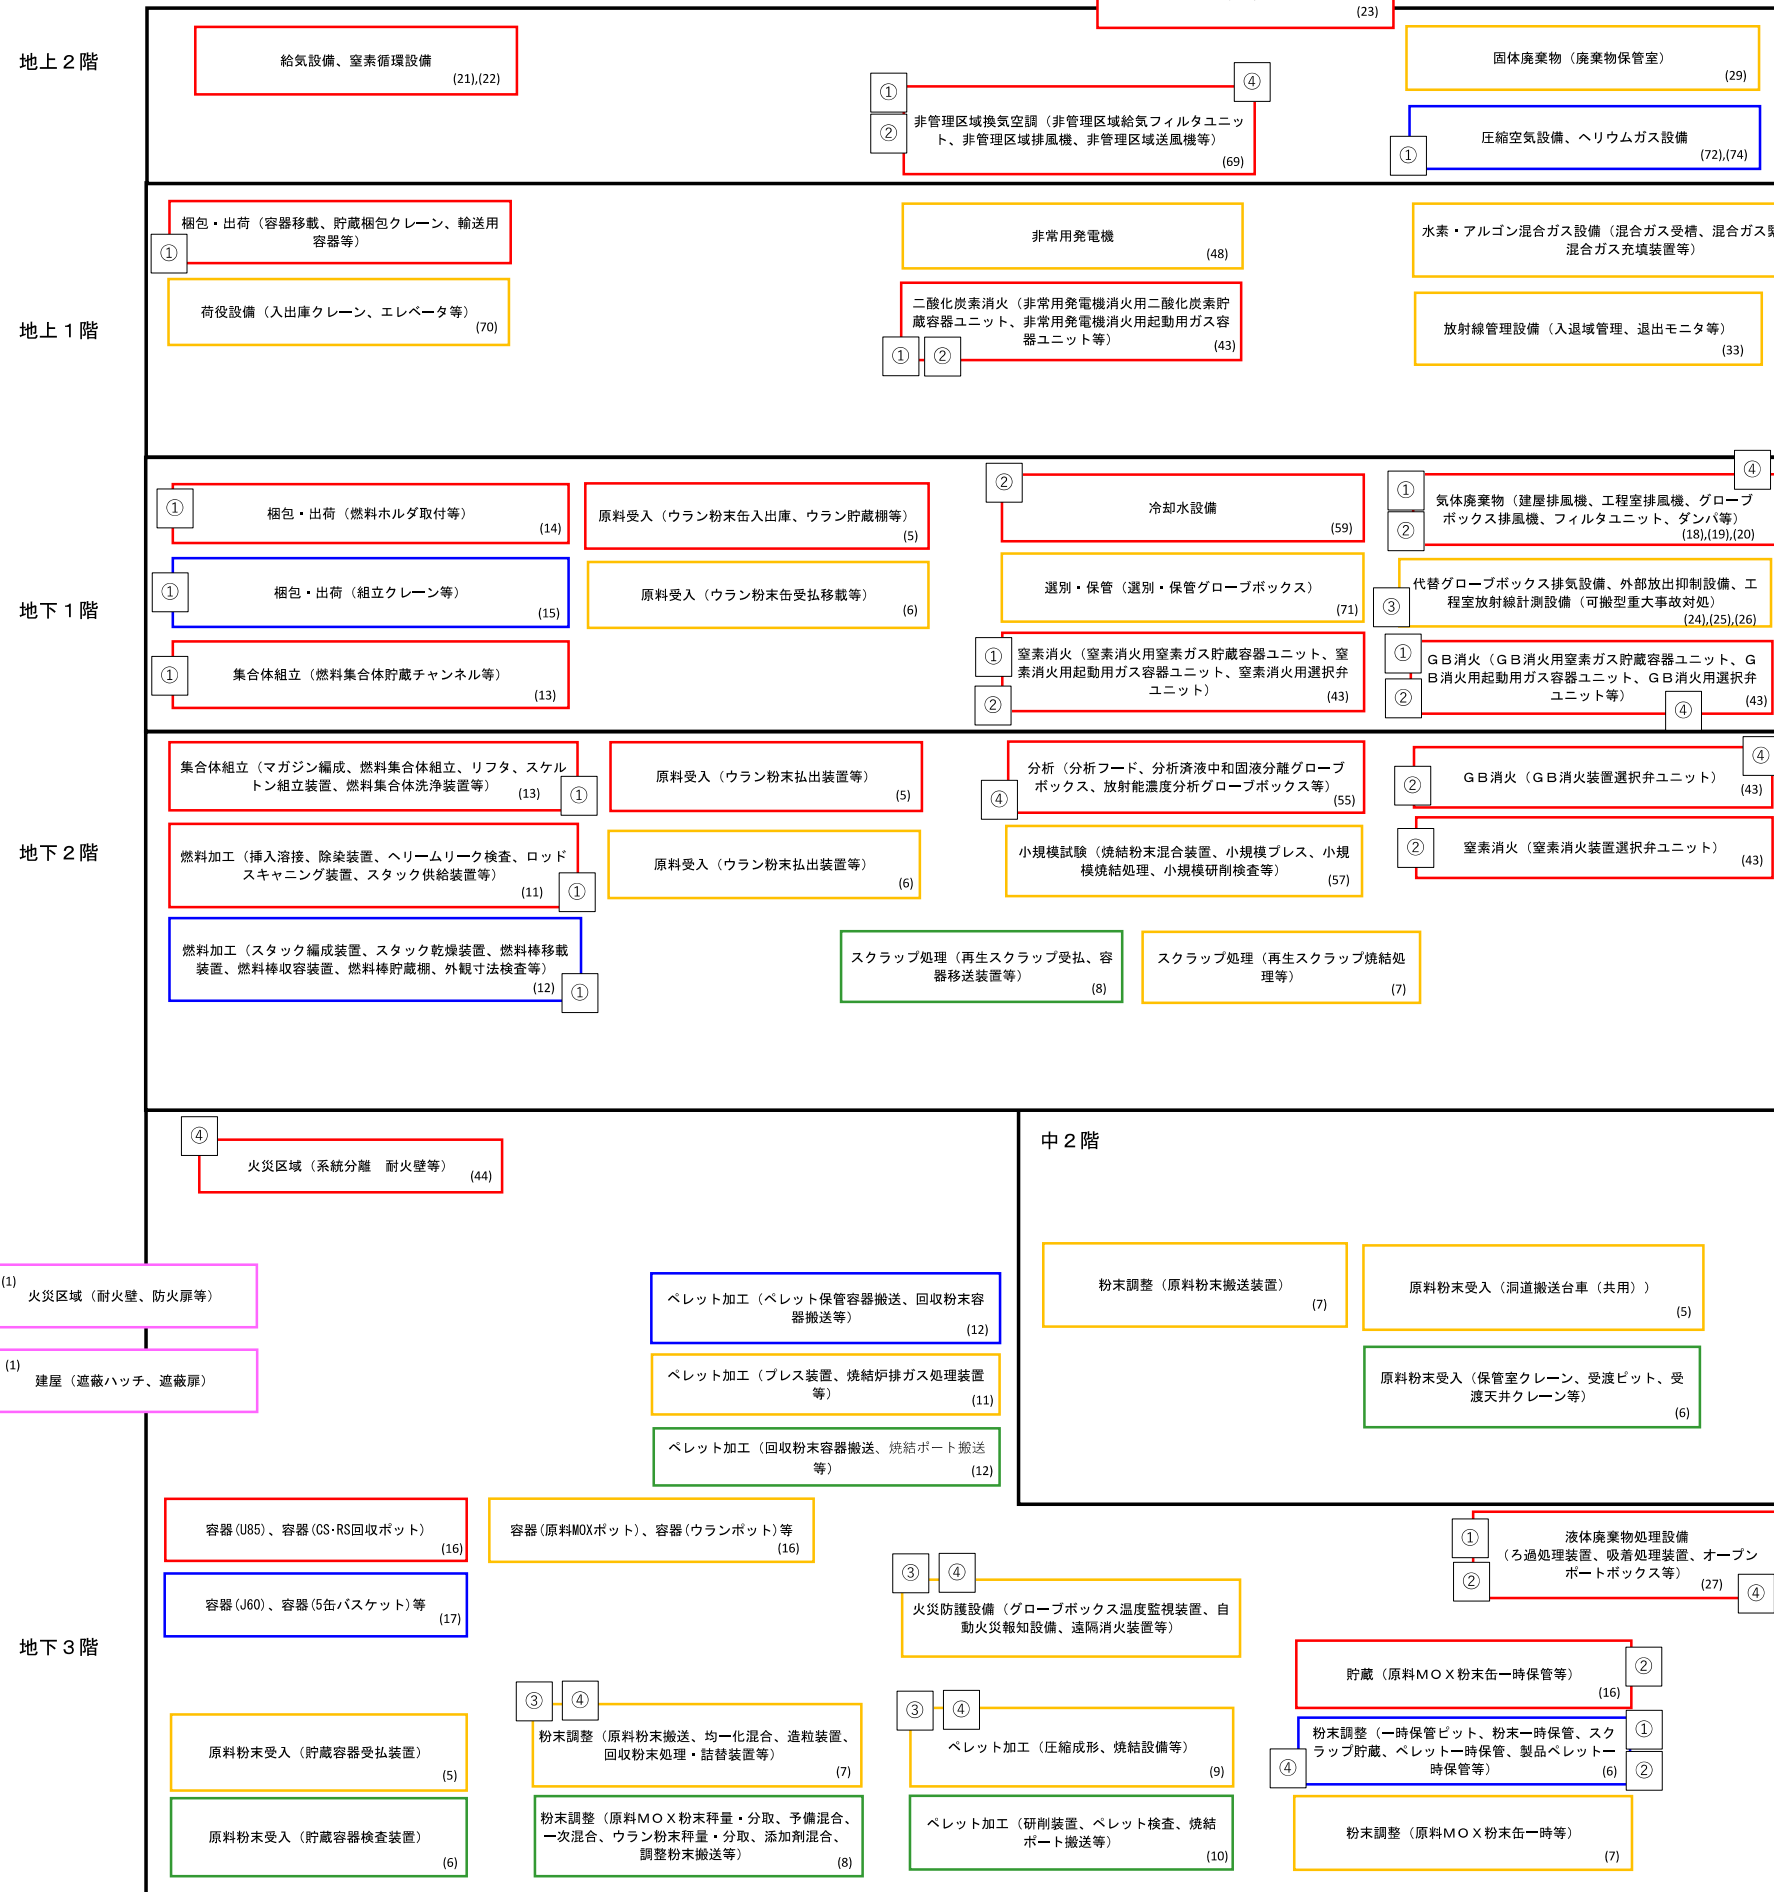 (23)
地上２階
給気設備、窒素循環設備
(21),(22)
①
②
④
非管理区域換気空調（非管理区域給気フィルタユニッ
ト、非管理区域排風機、非管理区域送風機等）
(69)
固体廃棄物（廃棄物保管室）
(29)
①
圧縮空気設備、ヘリウムガス設備
(72),(74)
地上１階
①
梱包・出荷（容器移載、貯蔵梱包クレーン、輸送用
容器等）
荷役設備（入出庫クレーン、エレベータ等）
(70)
非常用発電機
(48)
二酸化炭素消火（非常用発電機消火用二酸化炭素貯
蔵容器ユニット、非常用発電機消火用起動用ガス容
器ユニット等）
(43)
①
②
水素・アルゴン混合ガス設備（混合ガス受槽、混合ガス
混合ガス充填装置等）
放射線管理設備（入退域管理、退出モニタ等）
(33)
地下１階
①
梱包・出荷（燃料ホルダ取付等）
(14)
①
梱包・出荷（組立クレーン等）
(15)
①
集合体組立（燃料集合体貯蔵チャンネル等）
(13)
原料受入（ウラン粉末缶入出庫、ウラン貯蔵棚等）
(5)
原料受入（ウラン粉末缶受払移載等）
(6)
②
冷却水設備
(59)
選別・保管（選別・保管グローブボックス）
(71)
①
②
窒素消火（窒素消火用窒素ガス貯蔵容器ユニット、窒
素消火用起動用ガス容器ユニット、窒素消火用選択弁
ユニット）
(43)
①
②
④
気体廃棄物（建屋排風機、工程室排風機、グローブ
ボックス排風機、フィルタユニット、ダンパ等）
(18),(19),(20)
③
代替グローブボックス排気設備、外部放出抑制設備、工
程室放射線計測設備（可搬型重大事故対処）
(24),(25),(26)
①
②
ＧＢ消火（ＧＢ消火用窒素ガス貯蔵容器ユニット、Ｇ
Ｂ消火用起動用ガス容器ユニット、ＧＢ消火用選択弁
ユニット等）
(43)
④
地下２階
集合体組立（マガジン編成、燃料集合体組立、リフタ、スケル
トン組立装置、燃料集合体洗浄装置等）
(13)
①
燃料加工（挿入溶接、除染装置、ヘリームリーク検査、ロッド
スキャニング装置、スタック供給装置等）
(11)
①
燃料加工（スタック編成装置、スタック乾燥装置、燃料棒移載
装置、燃料棒収容装置、燃料棒貯蔵棚、外観寸法検査等）
(12)
①
原料受入（ウラン粉末払出装置等）
(5)
原料受入（ウラン粉末払出装置等）
(6)
④
分析（分析フード、分析済液中和固液分離グローブ
ボックス、放射能濃度分析グローブボックス等）
(55)
小規模試験（焼結粉末混合装置、小規模プレス、小規
模焼結処理、小規模研削検査等）
(57)
②
④
ＧＢ消火（ＧＢ消火装置選択弁ユニット）
(43)
②
窒素消火（窒素消火装置選択弁ユニット）
(43)
スクラップ処理（再生スクラップ受払、容
器移送装置等）
(8)
スクラップ処理（再生スクラップ焼結処
理等）
(7)
④
火災区域（系統分離　耐火壁等）
(44)
中２階
(1)
火災区域（耐火壁、防火扉等）
(1)
建屋（遮蔽ハッチ、遮蔽扉）
ペレット加工（ペレット保管容器搬送、回収粉末容
器搬送等）
(12)
ペレット加工（プレス装置、焼結炉排ガス処理装置
等）
(11)
ペレット加工（回収粉末容器搬送、焼結ボート搬送
等）
(12)
粉末調整（原料粉末搬送装置）
(7)
原料粉末受入（洞道搬送台車（共用））
(5)
原料粉末受入（保管室クレーン、受渡ピット、受
渡天井クレーン等）
(6)
地下３階
容器(U85)、容器(CS・RS回収ポット)
(16)
容器(J60)、容器(5缶バスケット)等
(17)
容器(原料MOXポット)、容器(ウランポット)等
(16)
③
④
火災防護設備（グローブボックス温度監視装置、自
動火災報知設備、遠隔消火装置等）
①
②
④
液体廃棄物処理設備
（ろ過処理装置、吸着処理装置、オープン
ポートボックス等）
(27)
貯蔵（原料ＭＯＸ粉末缶一時保管等）
(16)
②
原料粉末受入（貯蔵容器受払装置）
(5)
原料粉末受入（貯蔵容器検査装置）
(6)
③
④
粉末調整（原料粉末搬送、均一化混合、造粒装置、
回収粉末処理・詰替装置等）
(7)
粉末調整（原料ＭＯＸ粉末秤量・分取、予備混合、
一次混合、ウラン粉末秤量・分取、添加剤混合、
調整粉末搬送等）
(8)
③
④
ペレット加工（圧縮成形、焼結設備等）
(9)
ペレット加工（研削装置、ペレット検査、焼結
ボート搬送等）
(10)
④
①
②
粉末調整（一時保管ピット、粉末一時保管、スク
ラップ貯蔵、ペレット一時保管、製品ペレット一
時保管等）
(6)
粉末調整（原料ＭＯＸ粉末缶一時等）
(7)